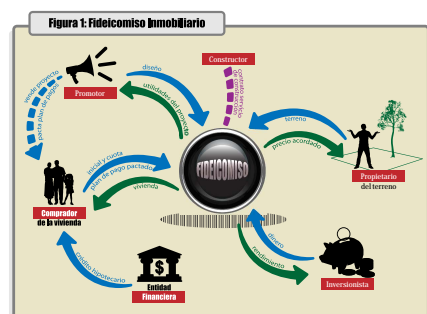 Figura 1: Fideicomiso Inmobiliario
Constructor
contrato servicio
de construccion
Promotor
vende proyecto
pacta plan de pagos
diseño
utilidades del proyecto
terreno
precio acordado
Propietario
del terreno
FIDEICOMISO
inicial y cuota
plan de pago pactado
vivienda
Comprador
de la vivienda
crédito hipotecario
$
Entidad
Financiera
dinero
rendimiento
Inversionista